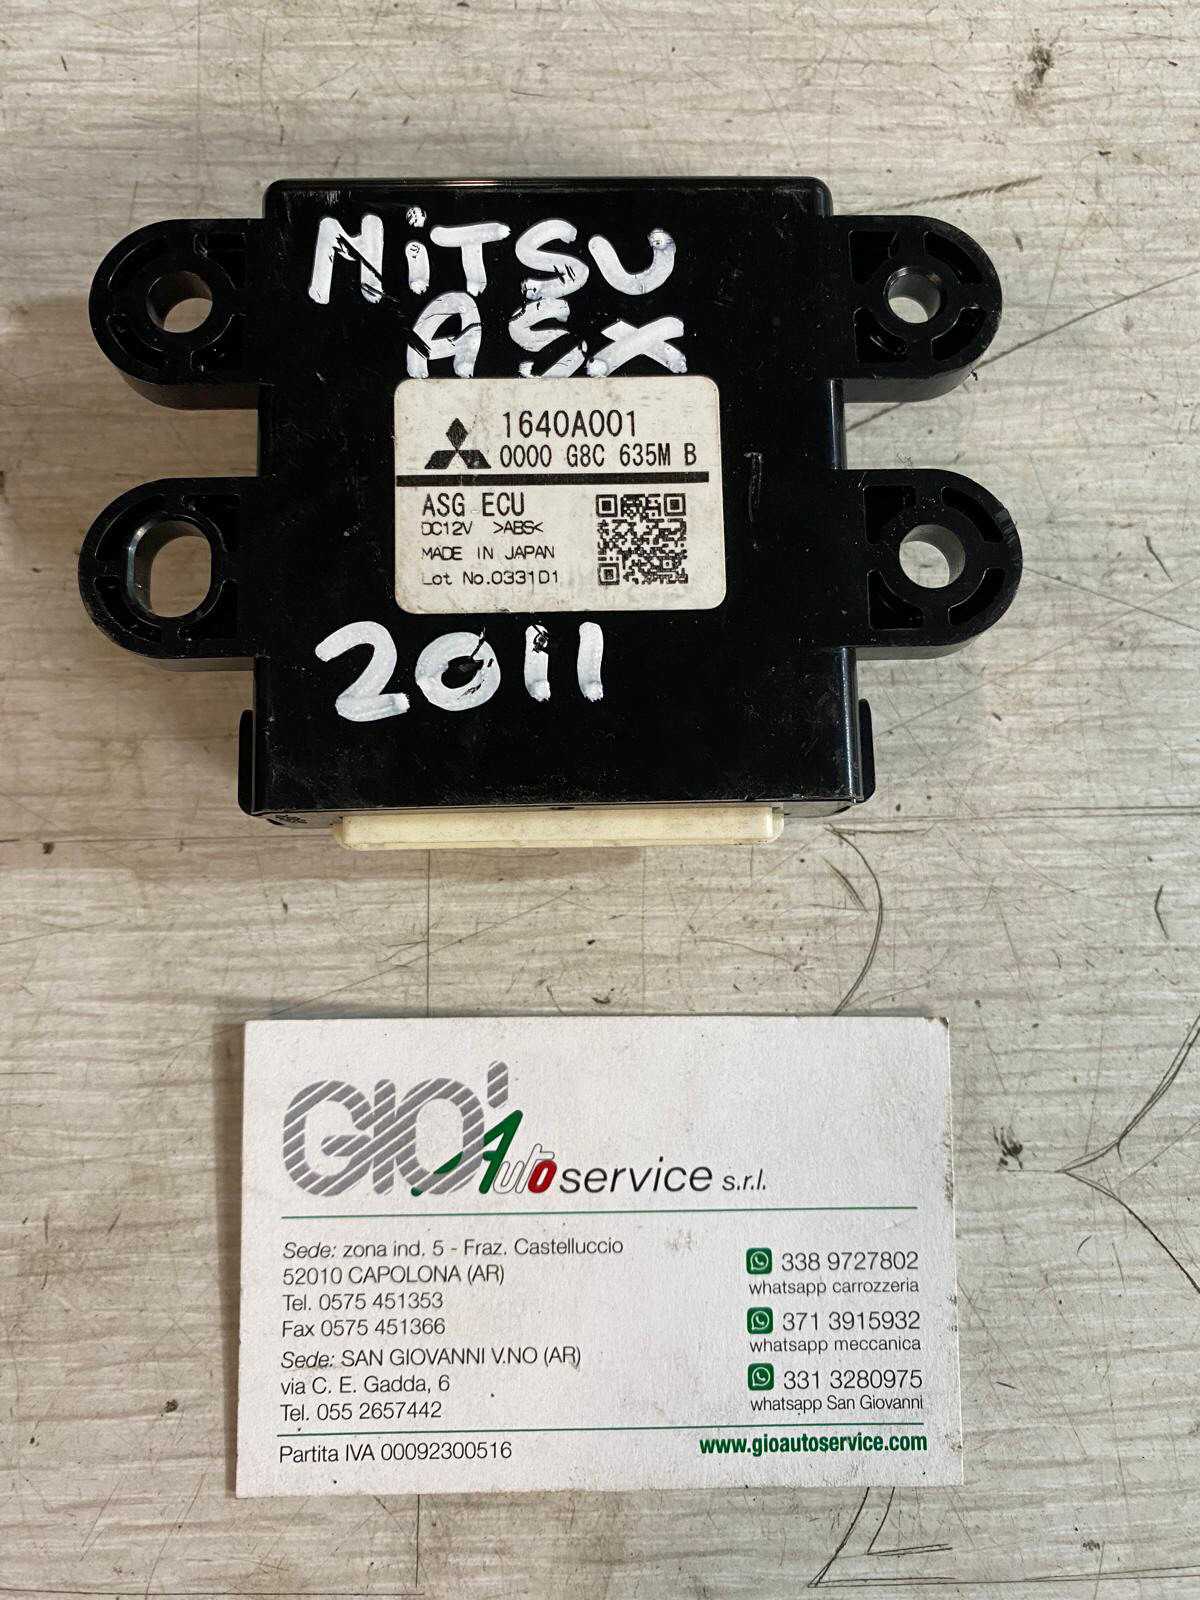 MiTSU
ASX
1640A001
0000 G8C 635M B
ASG ECU
DC12V >ABS<
MADE IN JAPAN
Lot No.0331D1
2011
GIO' Auto service s.r.l.
Sede: zona ind. 5 - Fraz. Castelluccio
52010 CAPOLONA (AR)
Tel. 0575 451353
Fax 0575 451366
Sede: SAN GIOVANNI V.NO (AR)
via C. E. Gadda, 6
Tel. 055 2657442
338 9727802
whatsapp carrozzeria
371 3915932
whatsapp meccanica
331 3280975
whatsapp San Giovanni
Partita IVA 00092300516
www.gioautoservice.com